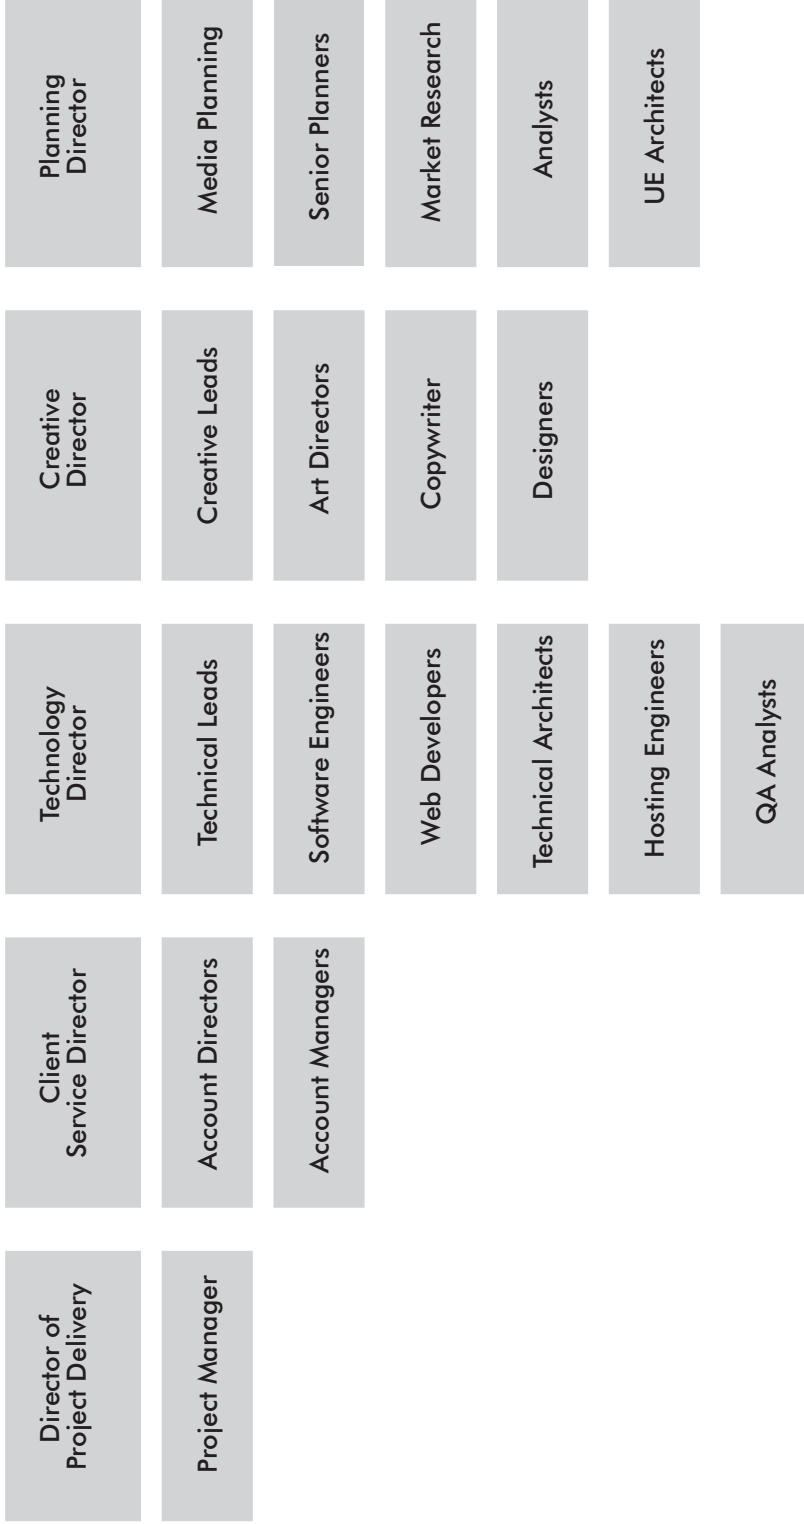 Director of
Project Delivery
Project Manager
Client
Service Director
Account Directors
Account Managers
Technology
Director
Technical Leads
Software Engineers
Web Developers
Technical Architects
Hosting Engineers
QA Analysts
Creative
Director
Creative Leads
Art Directors
Copywriter
Designers
Planning
Director
Media Planning
Senior Planners
Market Research
Analysts
UE Architects